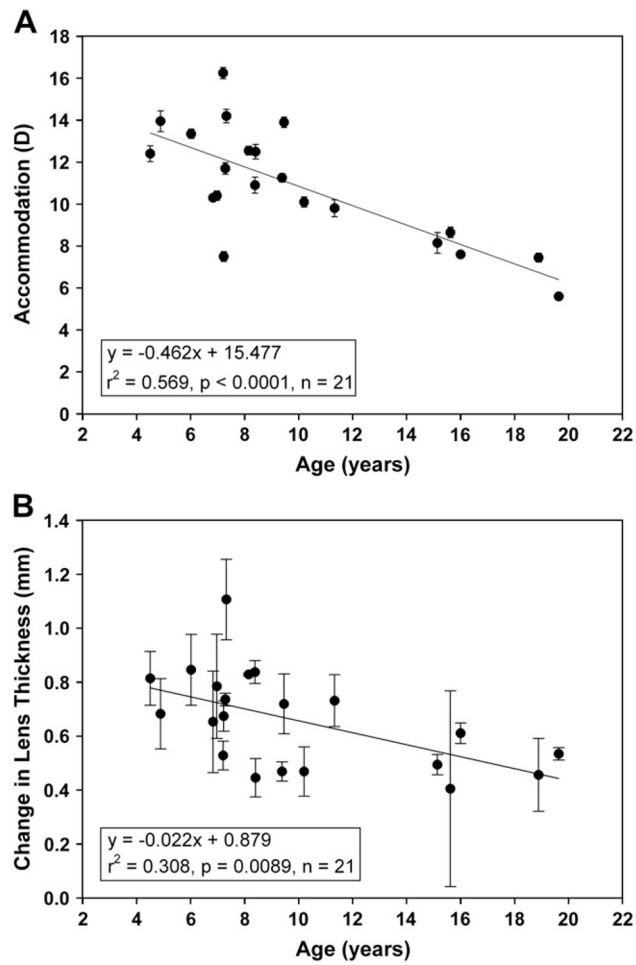 A
18
16
14
12
10
8
6
4
2
0
Accommodation (D)
y = -0.462x + 15.477
r² = 0.569, p < 0.0001, n = 21
2 4 6 8 10 12 14 16 18 20 22
Age (years)
B
1.4
1.2
1.0
0.8
0.6
0.4
0.2
0.0
Change in Lens Thickness (mm)
y = -0.022x + 0.879
r² = 0.308, p = 0.0089, n = 21
2 4 6 8 10 12 14 16 18 20 22
Age (years)